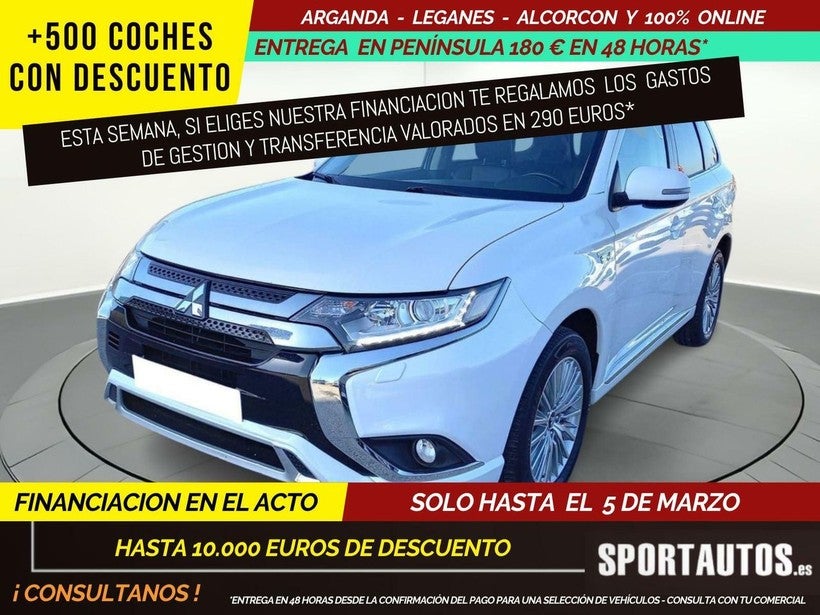 +500 COCHES
CON DESCUENTO
ARGANDA - LEGANES - ALCORCON Y 100% ONLINE
ENTREGA EN PENÍNSULA 180 € EN 48 HORAS*
ESTA SEMANA, SI ELIGES NUESTRA FINANCIACION TE REGALAMOS LOS GASTOS
DE GESTION Y TRANSFERENCIA VALORADOS EN 290 EUROS*
FINANCIACION EN EL ACTO
SOLO HASTA EL 5 DE MARZO
HASTA 10.000 EUROS DE DESCUENTO
SPORTAUTOS.es
¡ CONSULTANOS !
*ENTREGA EN 48 HORAS DESDE LA CONFIRMACIÓN DEL PAGO PARA UNA SELECCIÓN DE VEHÍCULOS - CONSULTA CON TU COMERCIAL